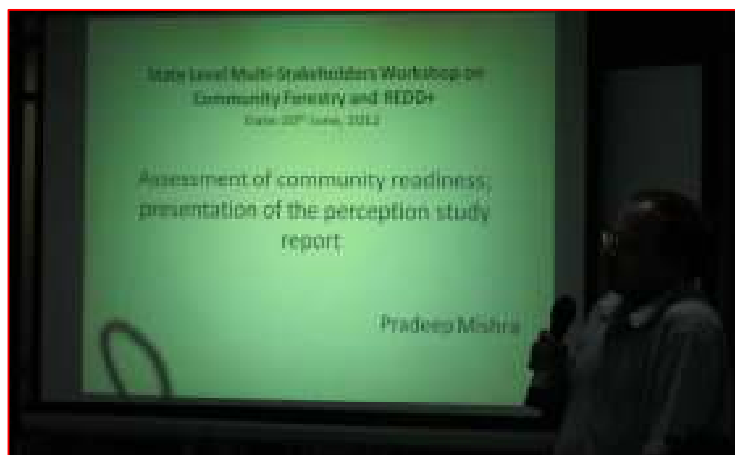 State Level Multi-Stakeholders Workshop on
Community Forestry and REDD+
Date: 20th June, 2012
Assessment of community readiness;
presentation of the perception study
report
Pradeep Mishra